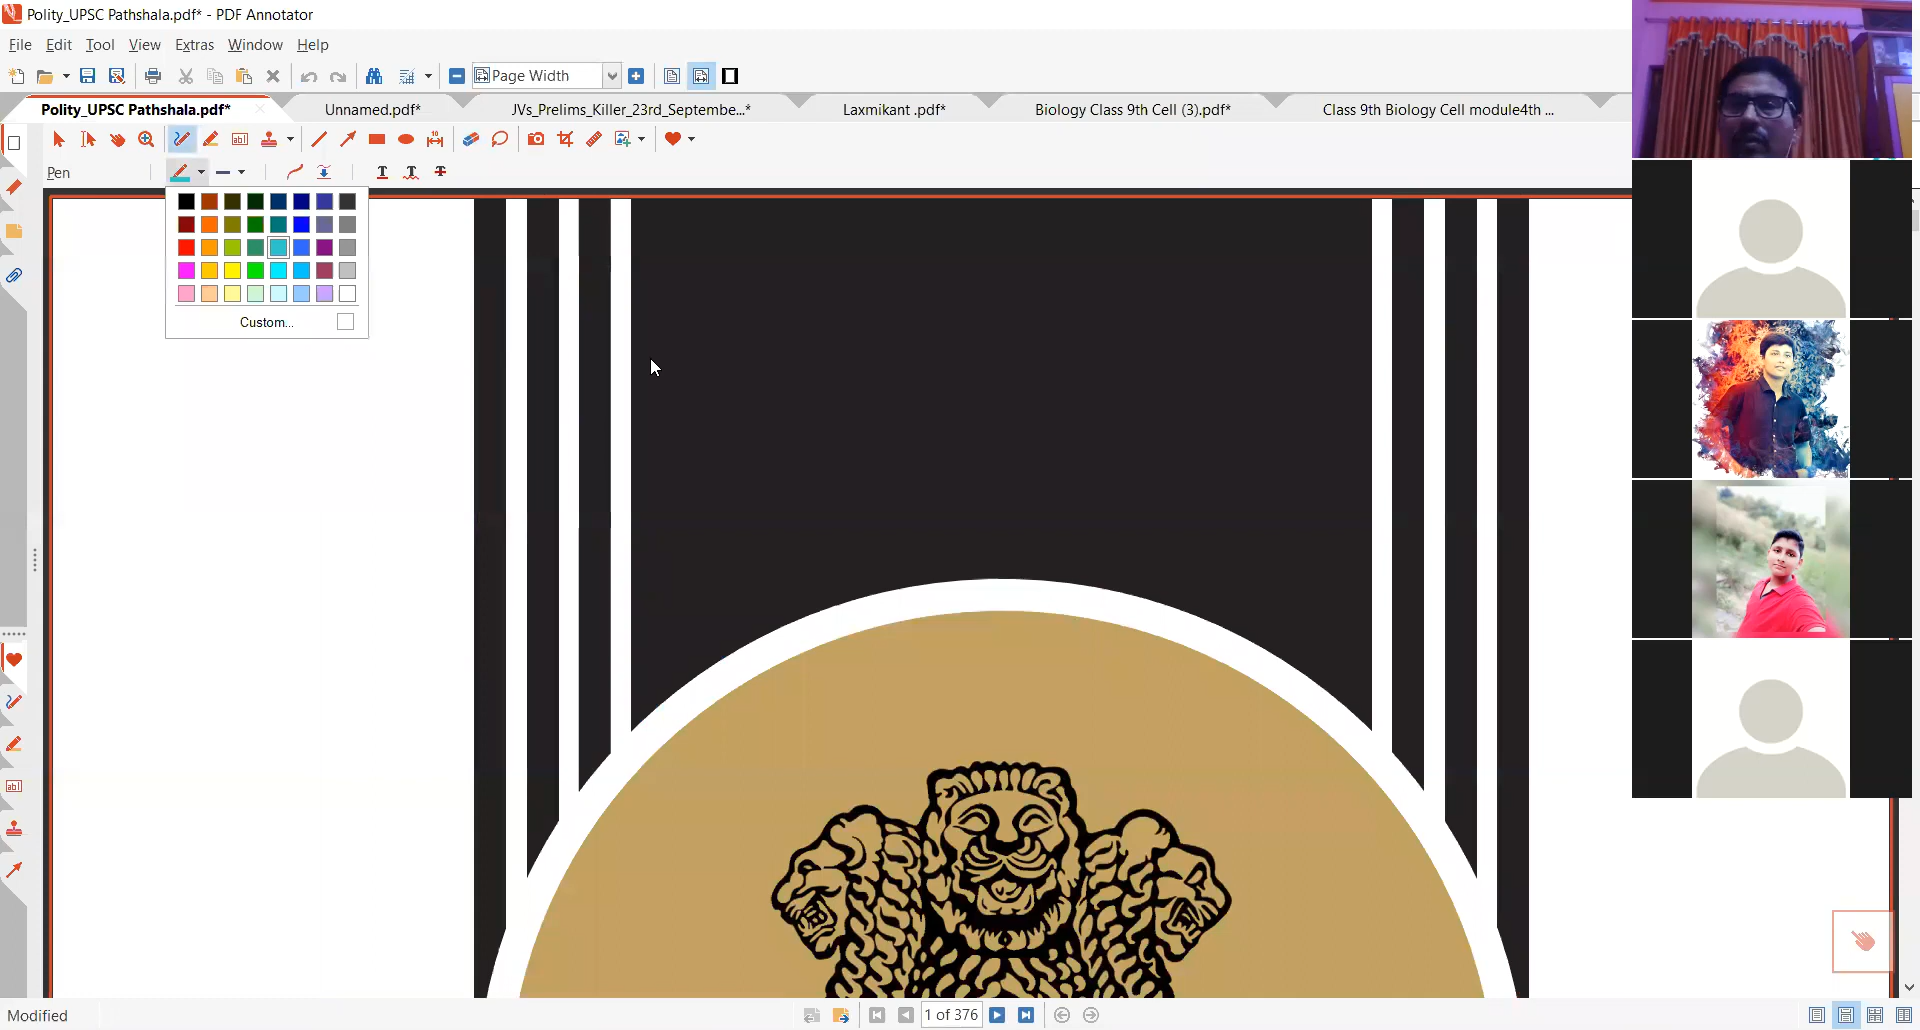 Polity_UPSC Pathshala.pdf* - PDF Annotator
File Edit Tool View Extras Window Help
Page Width
Polity_UPSC Pathshala.pdf* Unnamed.pdf* JVs_Prelims_Killer_23rd_Septembe...* Laxmikant .pdf* Biology Class 9th Cell (3).pdf* Class 9th Biology Cell module4th ...
Pen
Custom...
Modified
1 of 376